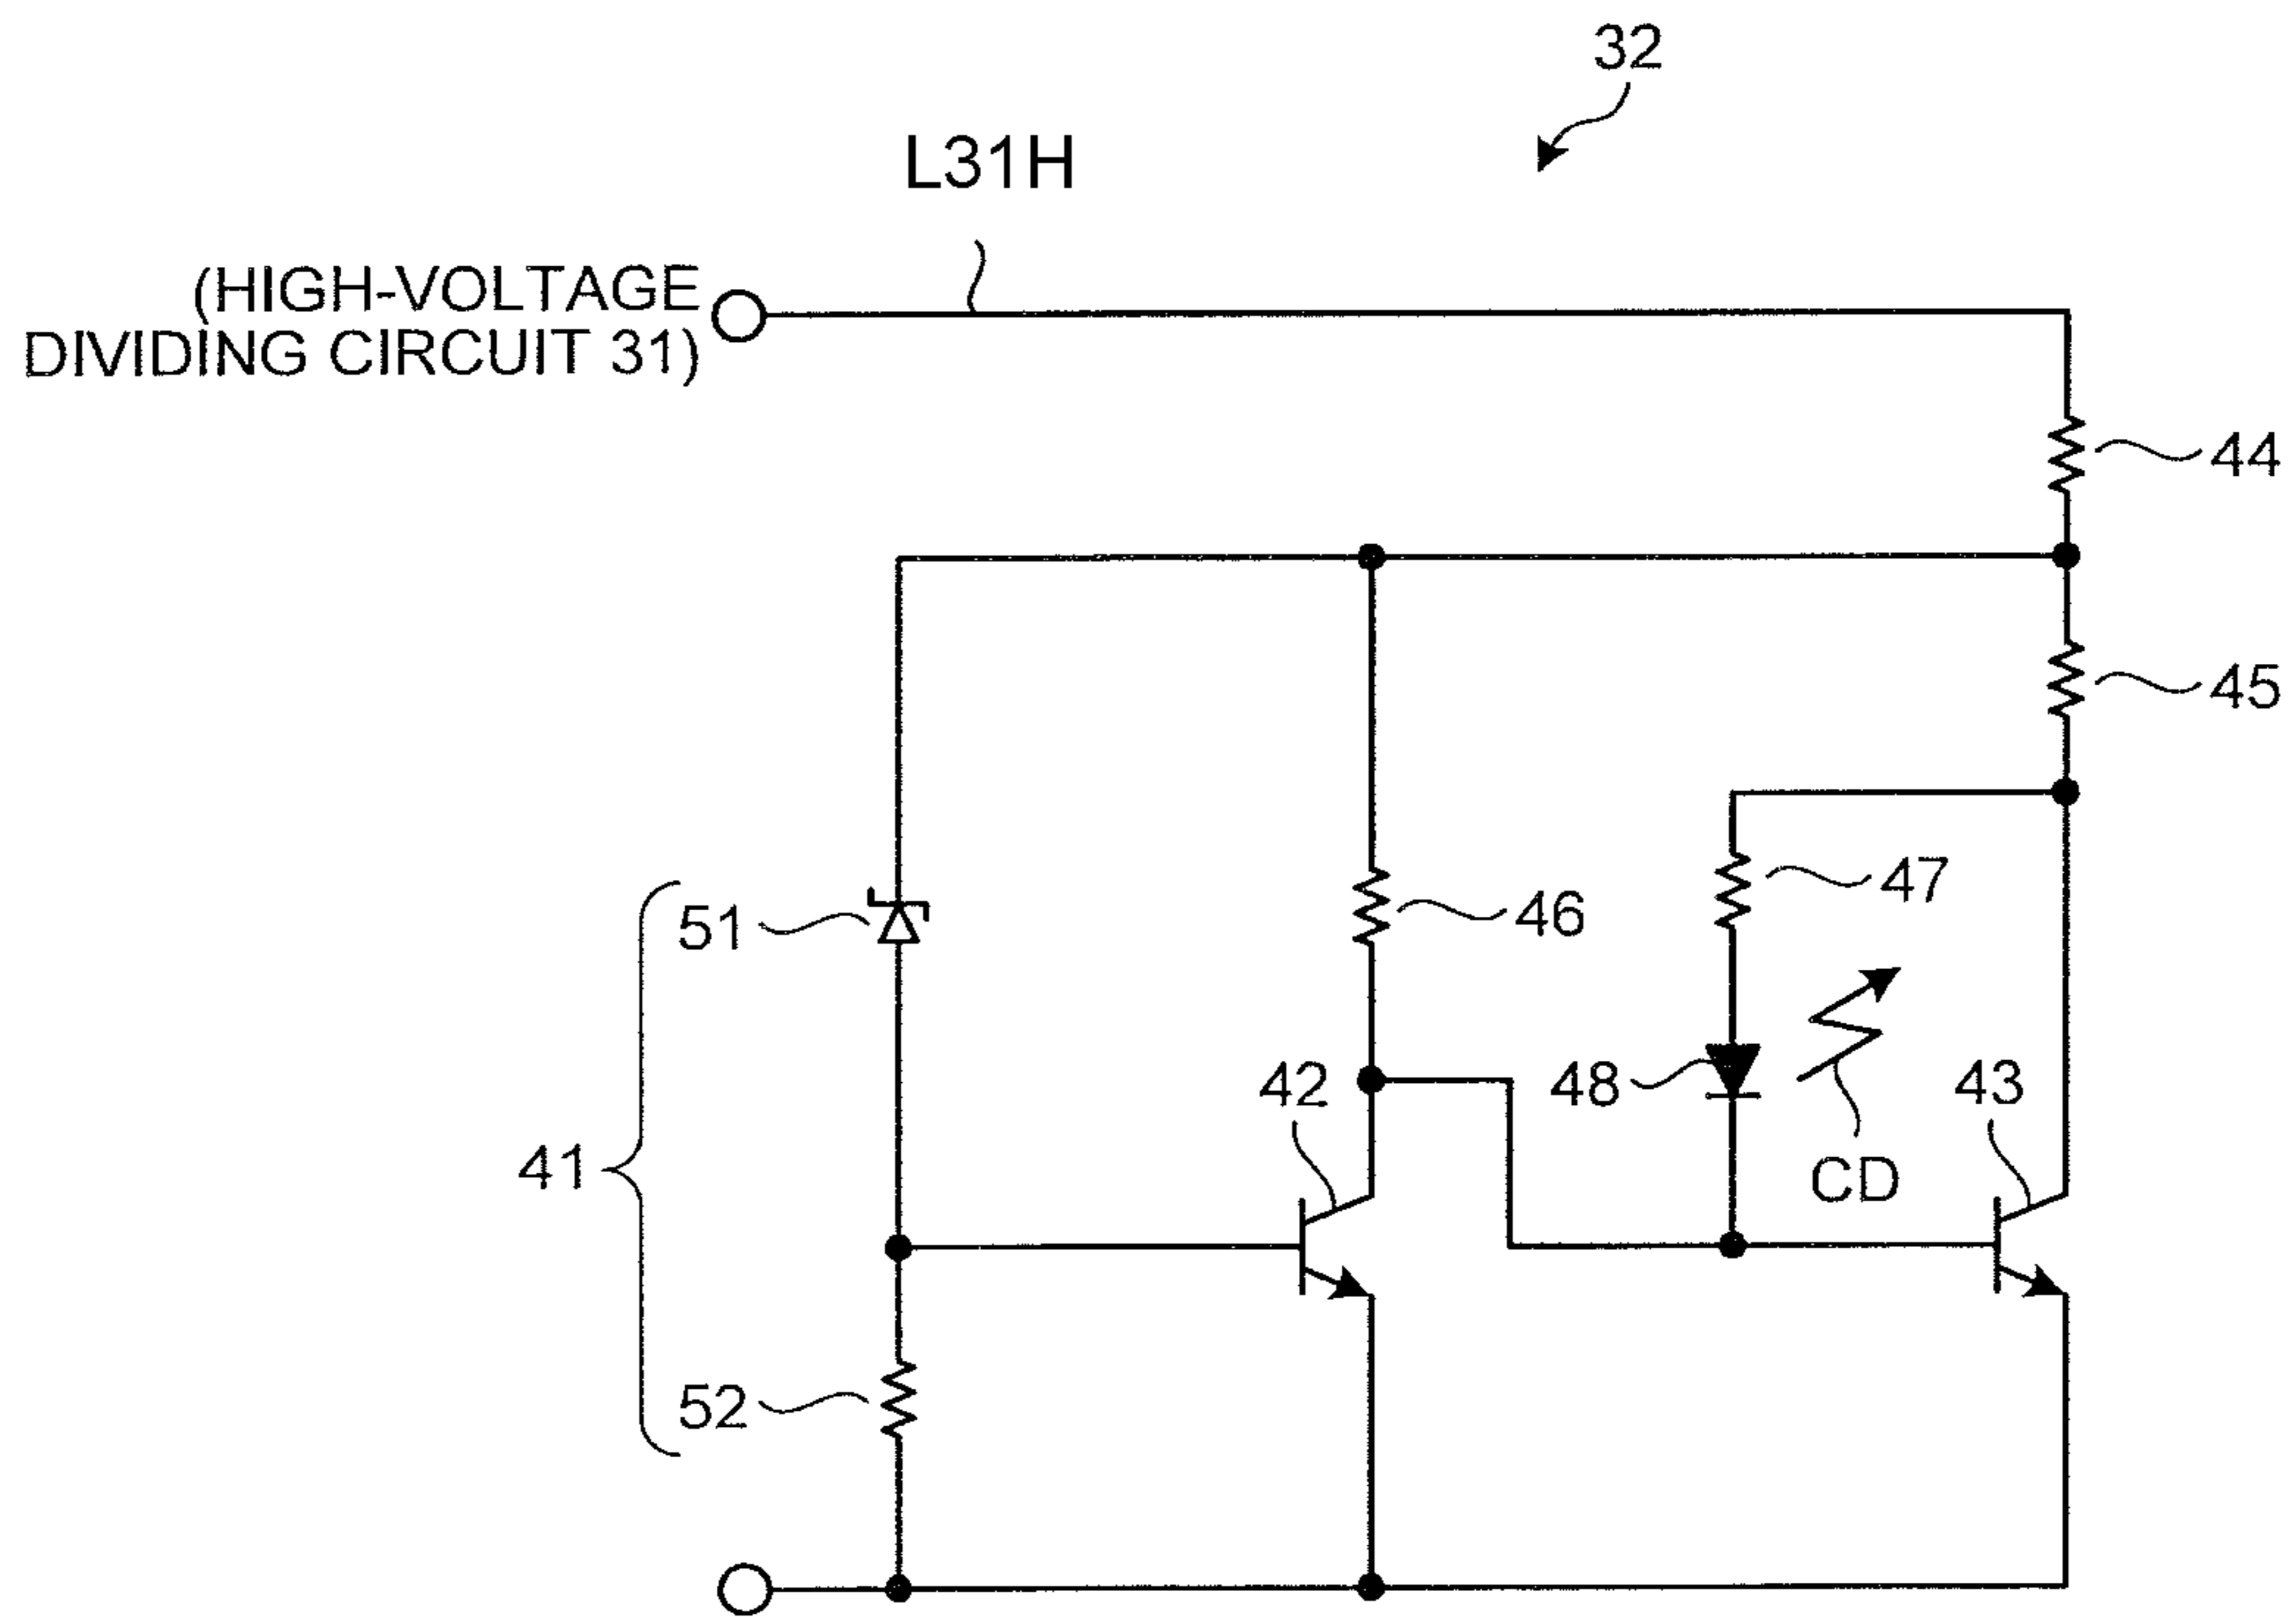 32
L31H
(HIGH-VOLTAGE
DIVIDING CIRCUIT 31)
44
45
47
51
46
48
42
43
41
CD
52